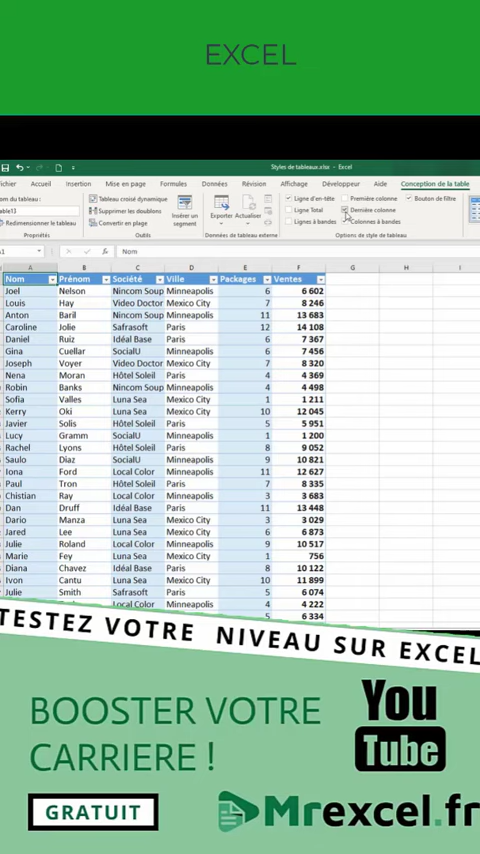 EXCEL
Styles de tableaux.xlsx - Excel
Accueil Insertion Mise en page Formules Données Révision Affichage Développeur Aide Conception de la table
Tableau croisé dynamique
Supprimer les doublons
Convertir en plage
Redimensionner le tableau
Propriétés
Outils
Insérer un segment
Exporter Actualiser
Données de tableau externe
Ligne d'en-tête Première colonne Bouton de filtre
Ligne Total Dernière colonne
Lignes à bandes Colonnes à bandes
Options de style de tableau
Nom
A B C D E F G H I
Nom Prénom Société Ville Packages Ventes
Joel Nelson Nincom Soup Minneapolis 6 6 602
Louis Hay Video Doctor Mexico City 7 8 246
Anton Baril Nincom Soup Minneapolis 11 13 683
Caroline Jolie Safrasoft Paris 12 14 108
Daniel Ruiz Idéal Base Paris 6 7 367
Gina Cuellar SocialU Minneapolis 6 7 456
Joseph Voyer Video Doctor Mexico City 7 8 320
Nena Moran Hôtel Soleil Paris 4 4 369
Robin Banks Nincom Soup Minneapolis 4 4 498
Sofia Valles Luna Sea Mexico City 1 1 211
Kerry Oki Luna Sea Mexico City 10 12 045
Javier Solis Hôtel Soleil Paris 5 5 951
Lucy Gramm SocialU Minneapolis 1 1 200
Rachel Lyons Hôtel Soleil Paris 8 9 052
Saulo Diaz SocialU Minneapolis 9 10 821
Iona Ford Local Color Minneapolis 11 12 627
Paul Tron Hôtel Soleil Paris 7 8 335
Chistian Ray Local Color Minneapolis 3 3 683
Dan Druff Idéal Base Paris 11 13 448
Dario Manza Luna Sea Mexico City 3 3 029
Jared Lee Luna Sea Mexico City 6 6 873
Julie Roland Local Color Minneapolis 9 10 517
Marie Fey Luna Sea Mexico City 1 756
Diana Chavez Idéal Base Paris 8 10 122
Ivon Cantu Luna Sea Mexico City 10 11 899
Julie Smith Safrasoft Paris 5 6 074
Local Color Minneapolis 4 4 222
5 6 334
TESTEZ VOTRE NIVEAU SUR EXCEL
BOOSTER VOTRE
CARRIERE !
You
Tube
GRATUIT
Mrexcel.fr